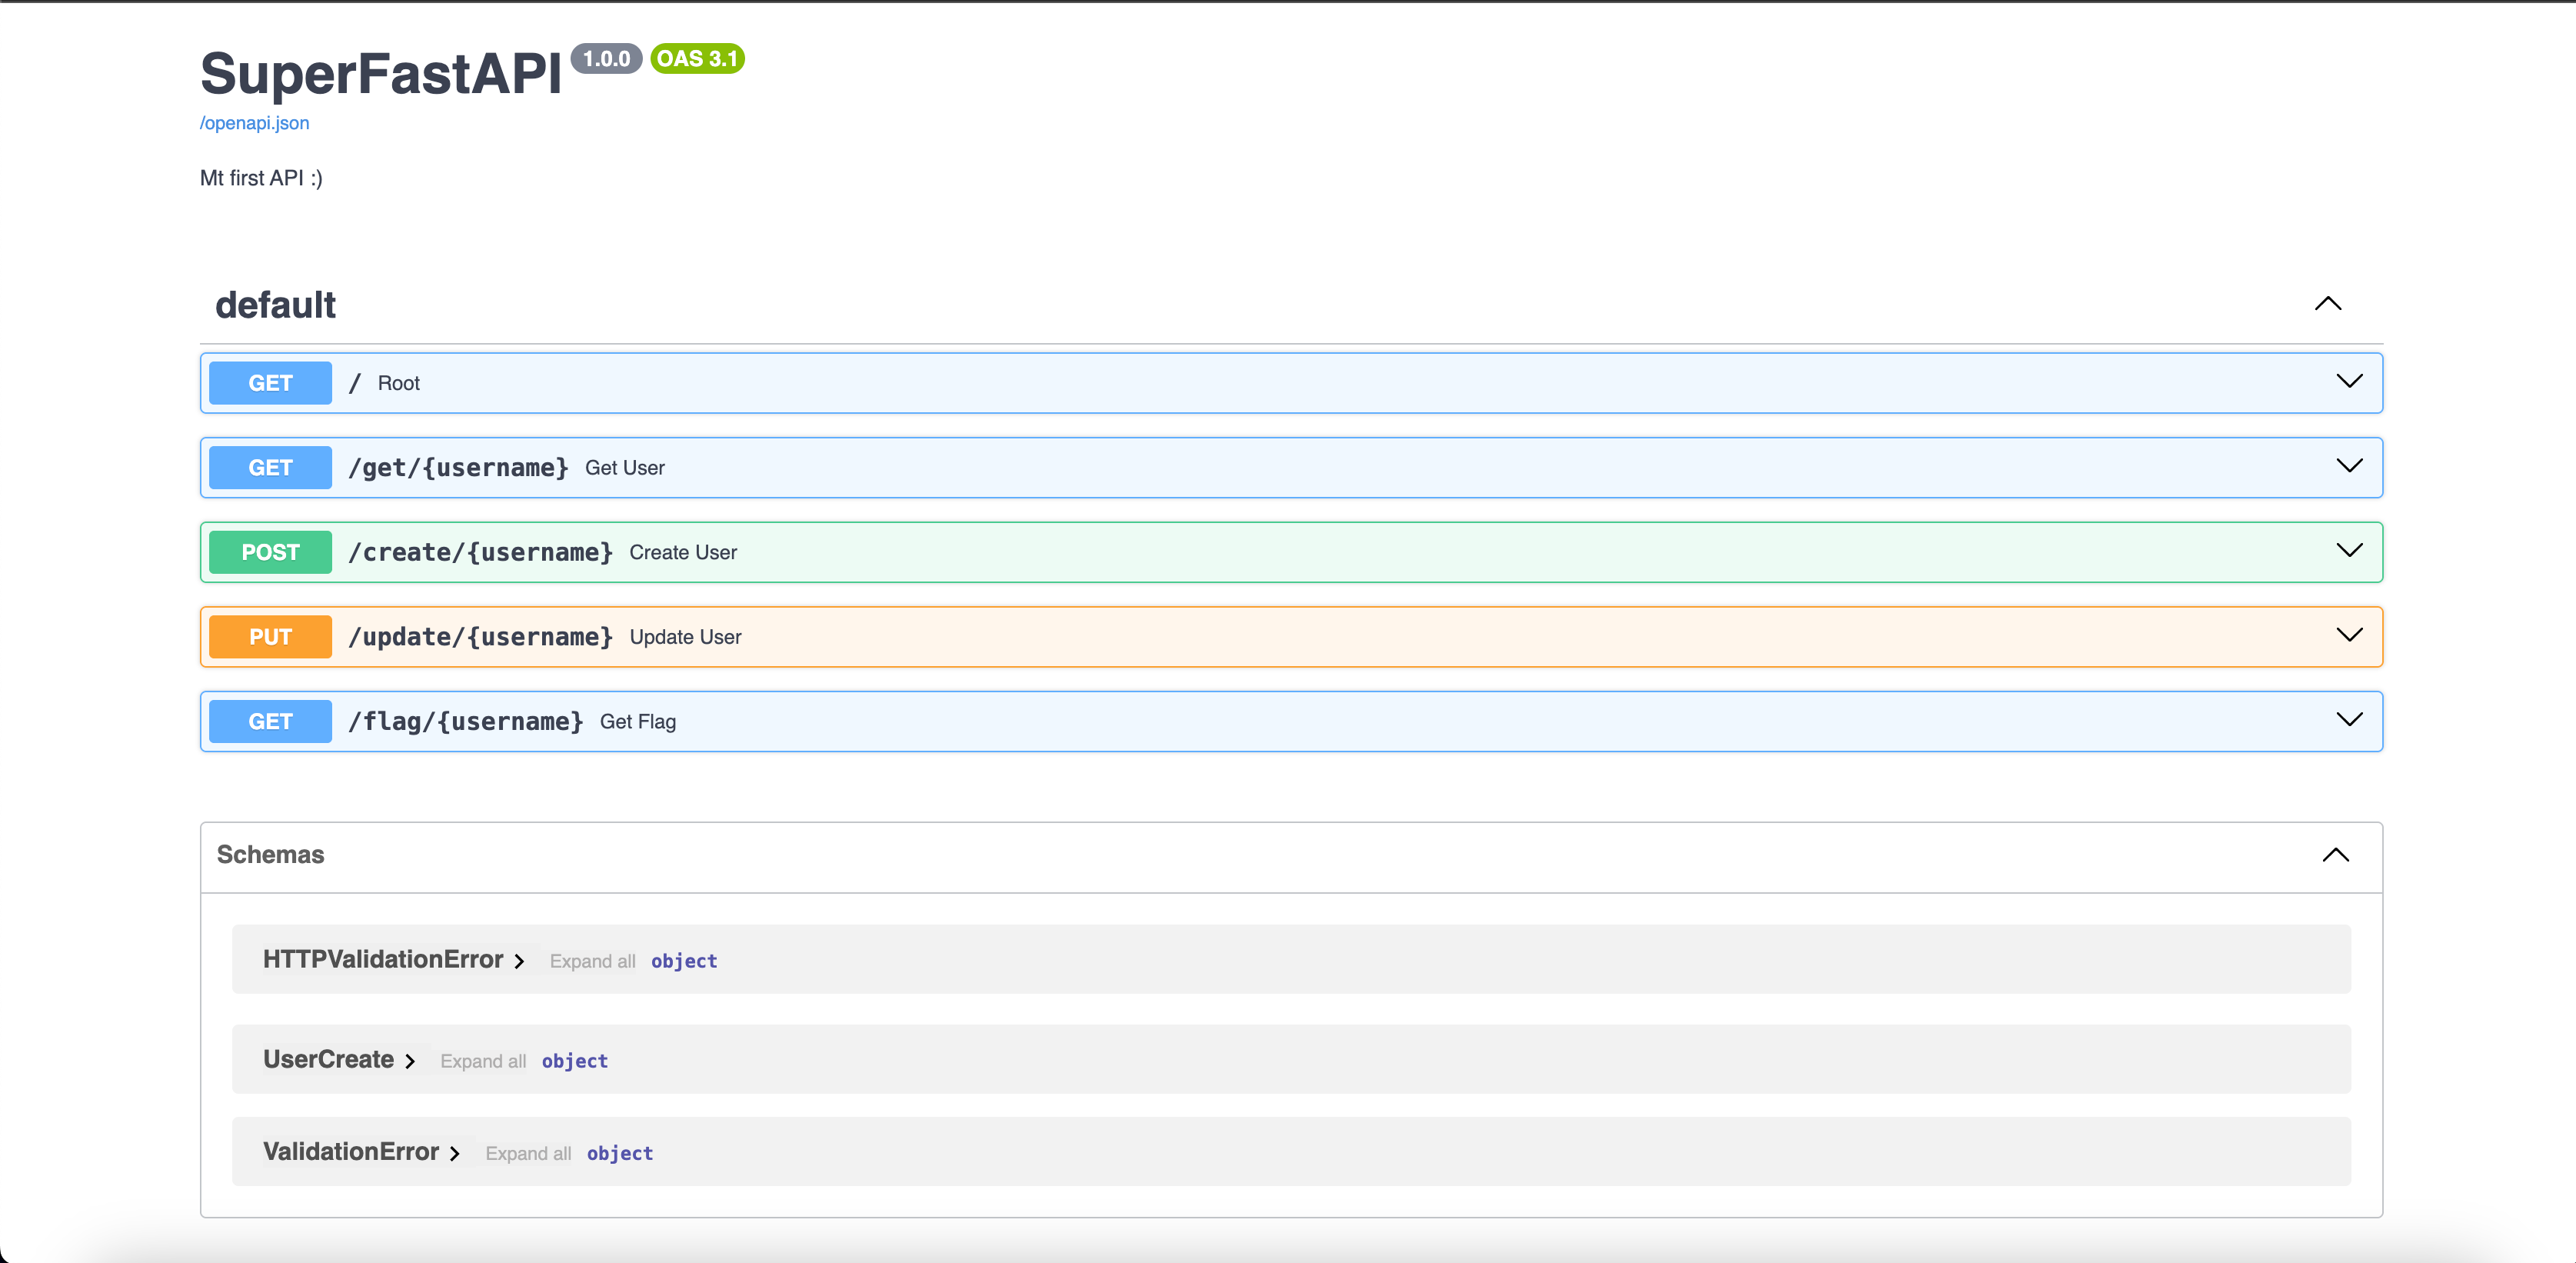 SuperFastAPI 1.0.0 OAS 3.1
/openapi.json
Mt first API :)
default
GET / Root
GET /get/{username} Get User
POST /create/{username} Create User
PUT /update/{username} Update User
GET /flag/{username} Get Flag
Schemas
HTTPValidationError Expand all object
UserCreate Expand all object
ValidationError Expand all object